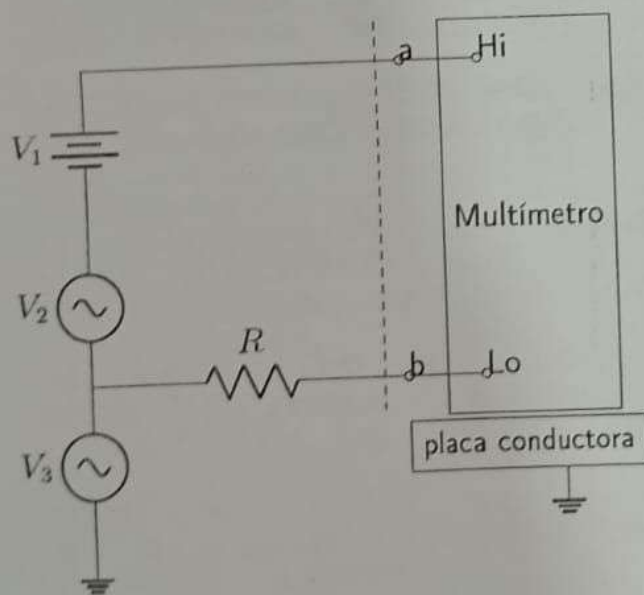 a Hi
V₁
Multímetro
V₂
R
b Lo
V₃
placa conductora